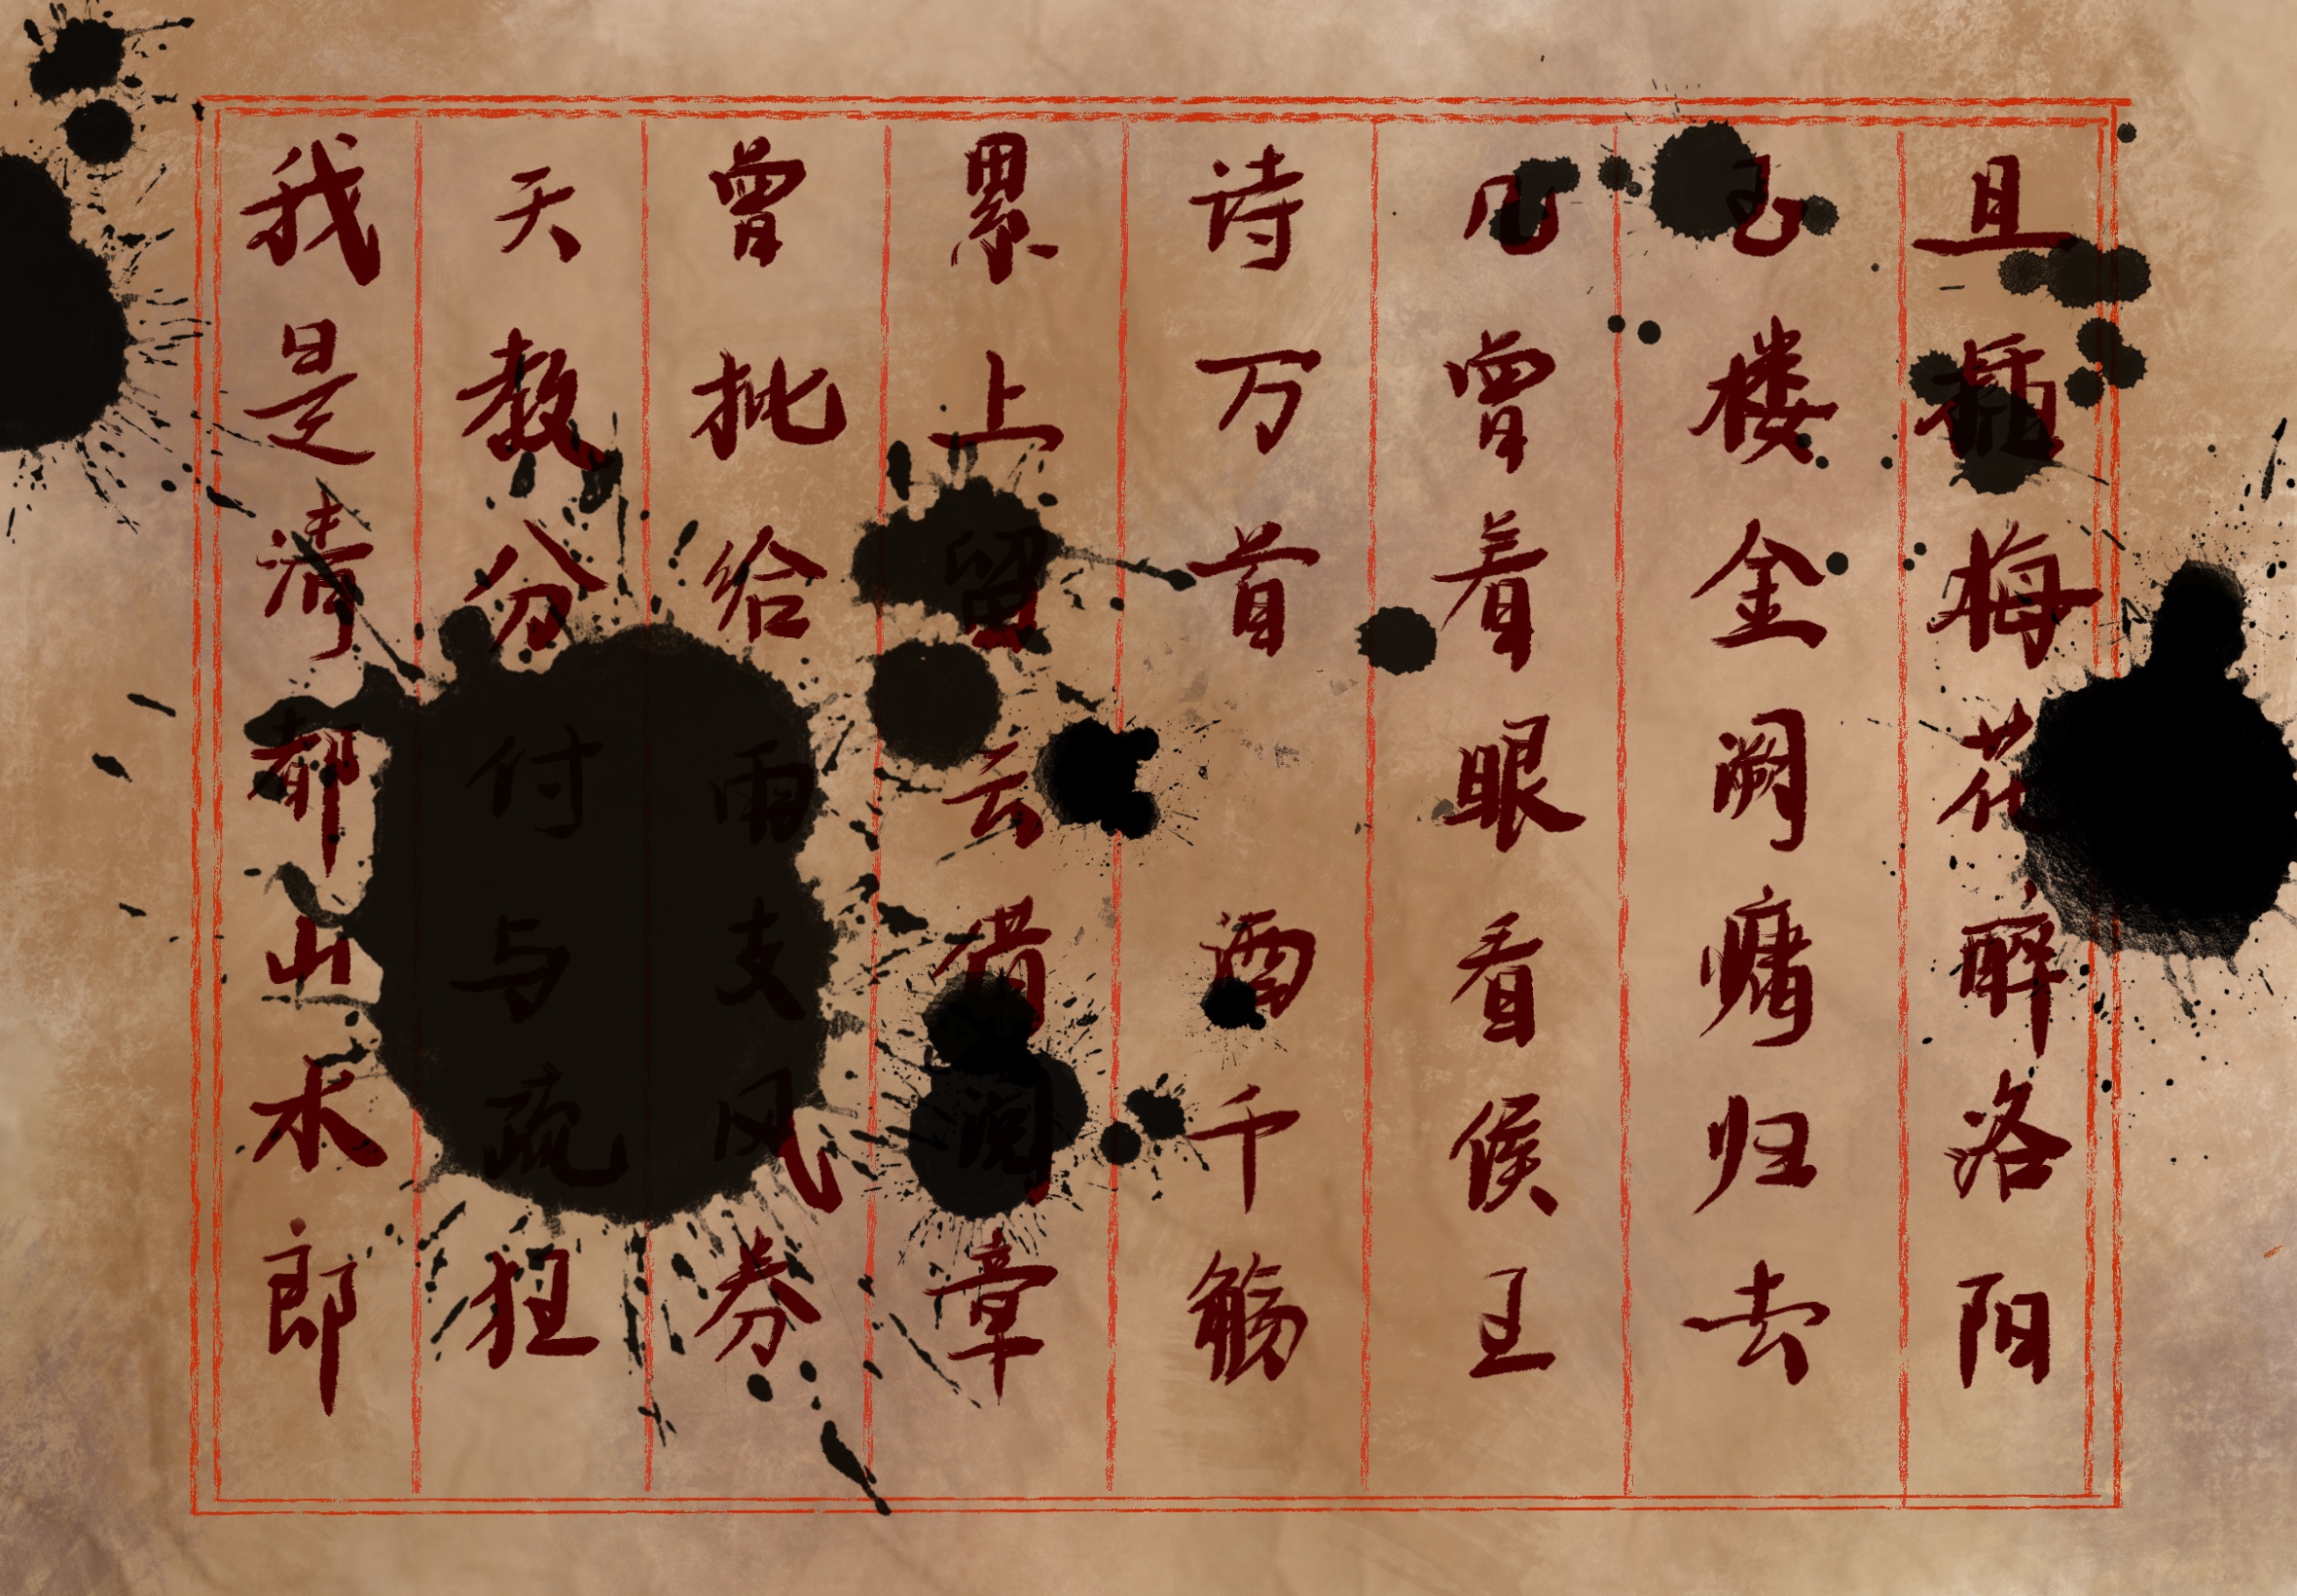 我是清都山水郎
天教分付与疏狂
曾批给雨支风券
累上留云借章
诗万首 酒千觞
几曾着眼看侯王
玉楼金阙慵归去
且插梅花醉洛阳